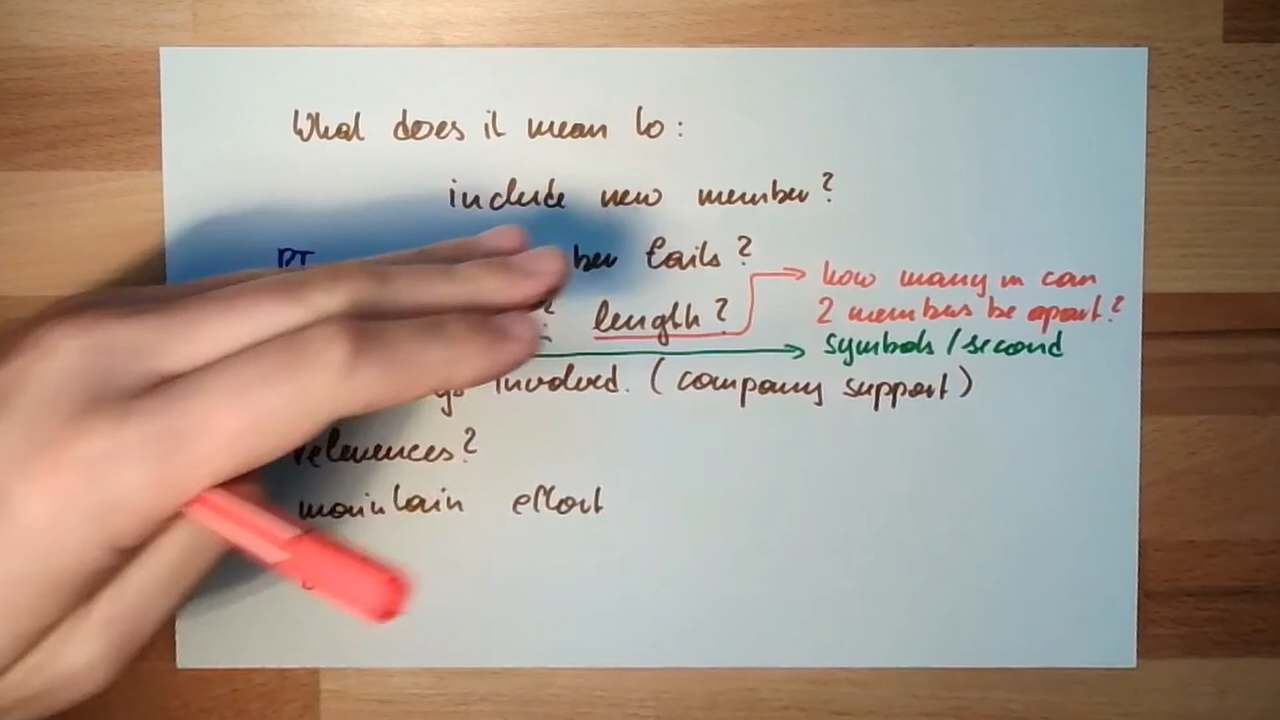 What does it mean to:
include new member?
RT ber fails?
? length?
how many m can
2 members be apart?
symbols/second
involved. (company support)
references?
maintain effort